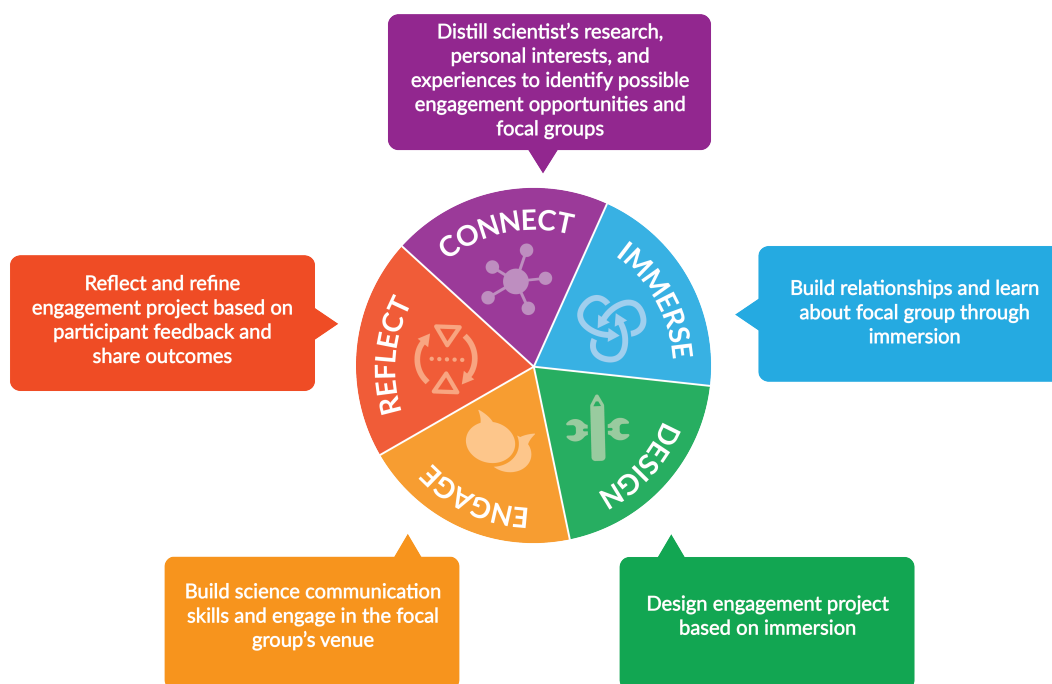 Distill scientist’s research,
personal interests, and
experiences to identify possible
engagement opportunities and
focal groups
CONNECT
IMMERSE
Build relationships and learn
about focal group through
immersion
DESIGN
Design engagement project
based on immersion
ENGAGE
Build science communication
skills and engage in the focal
group’s venue
REFLECT
Reflect and refine
engagement project based on
participant feedback and
share outcomes